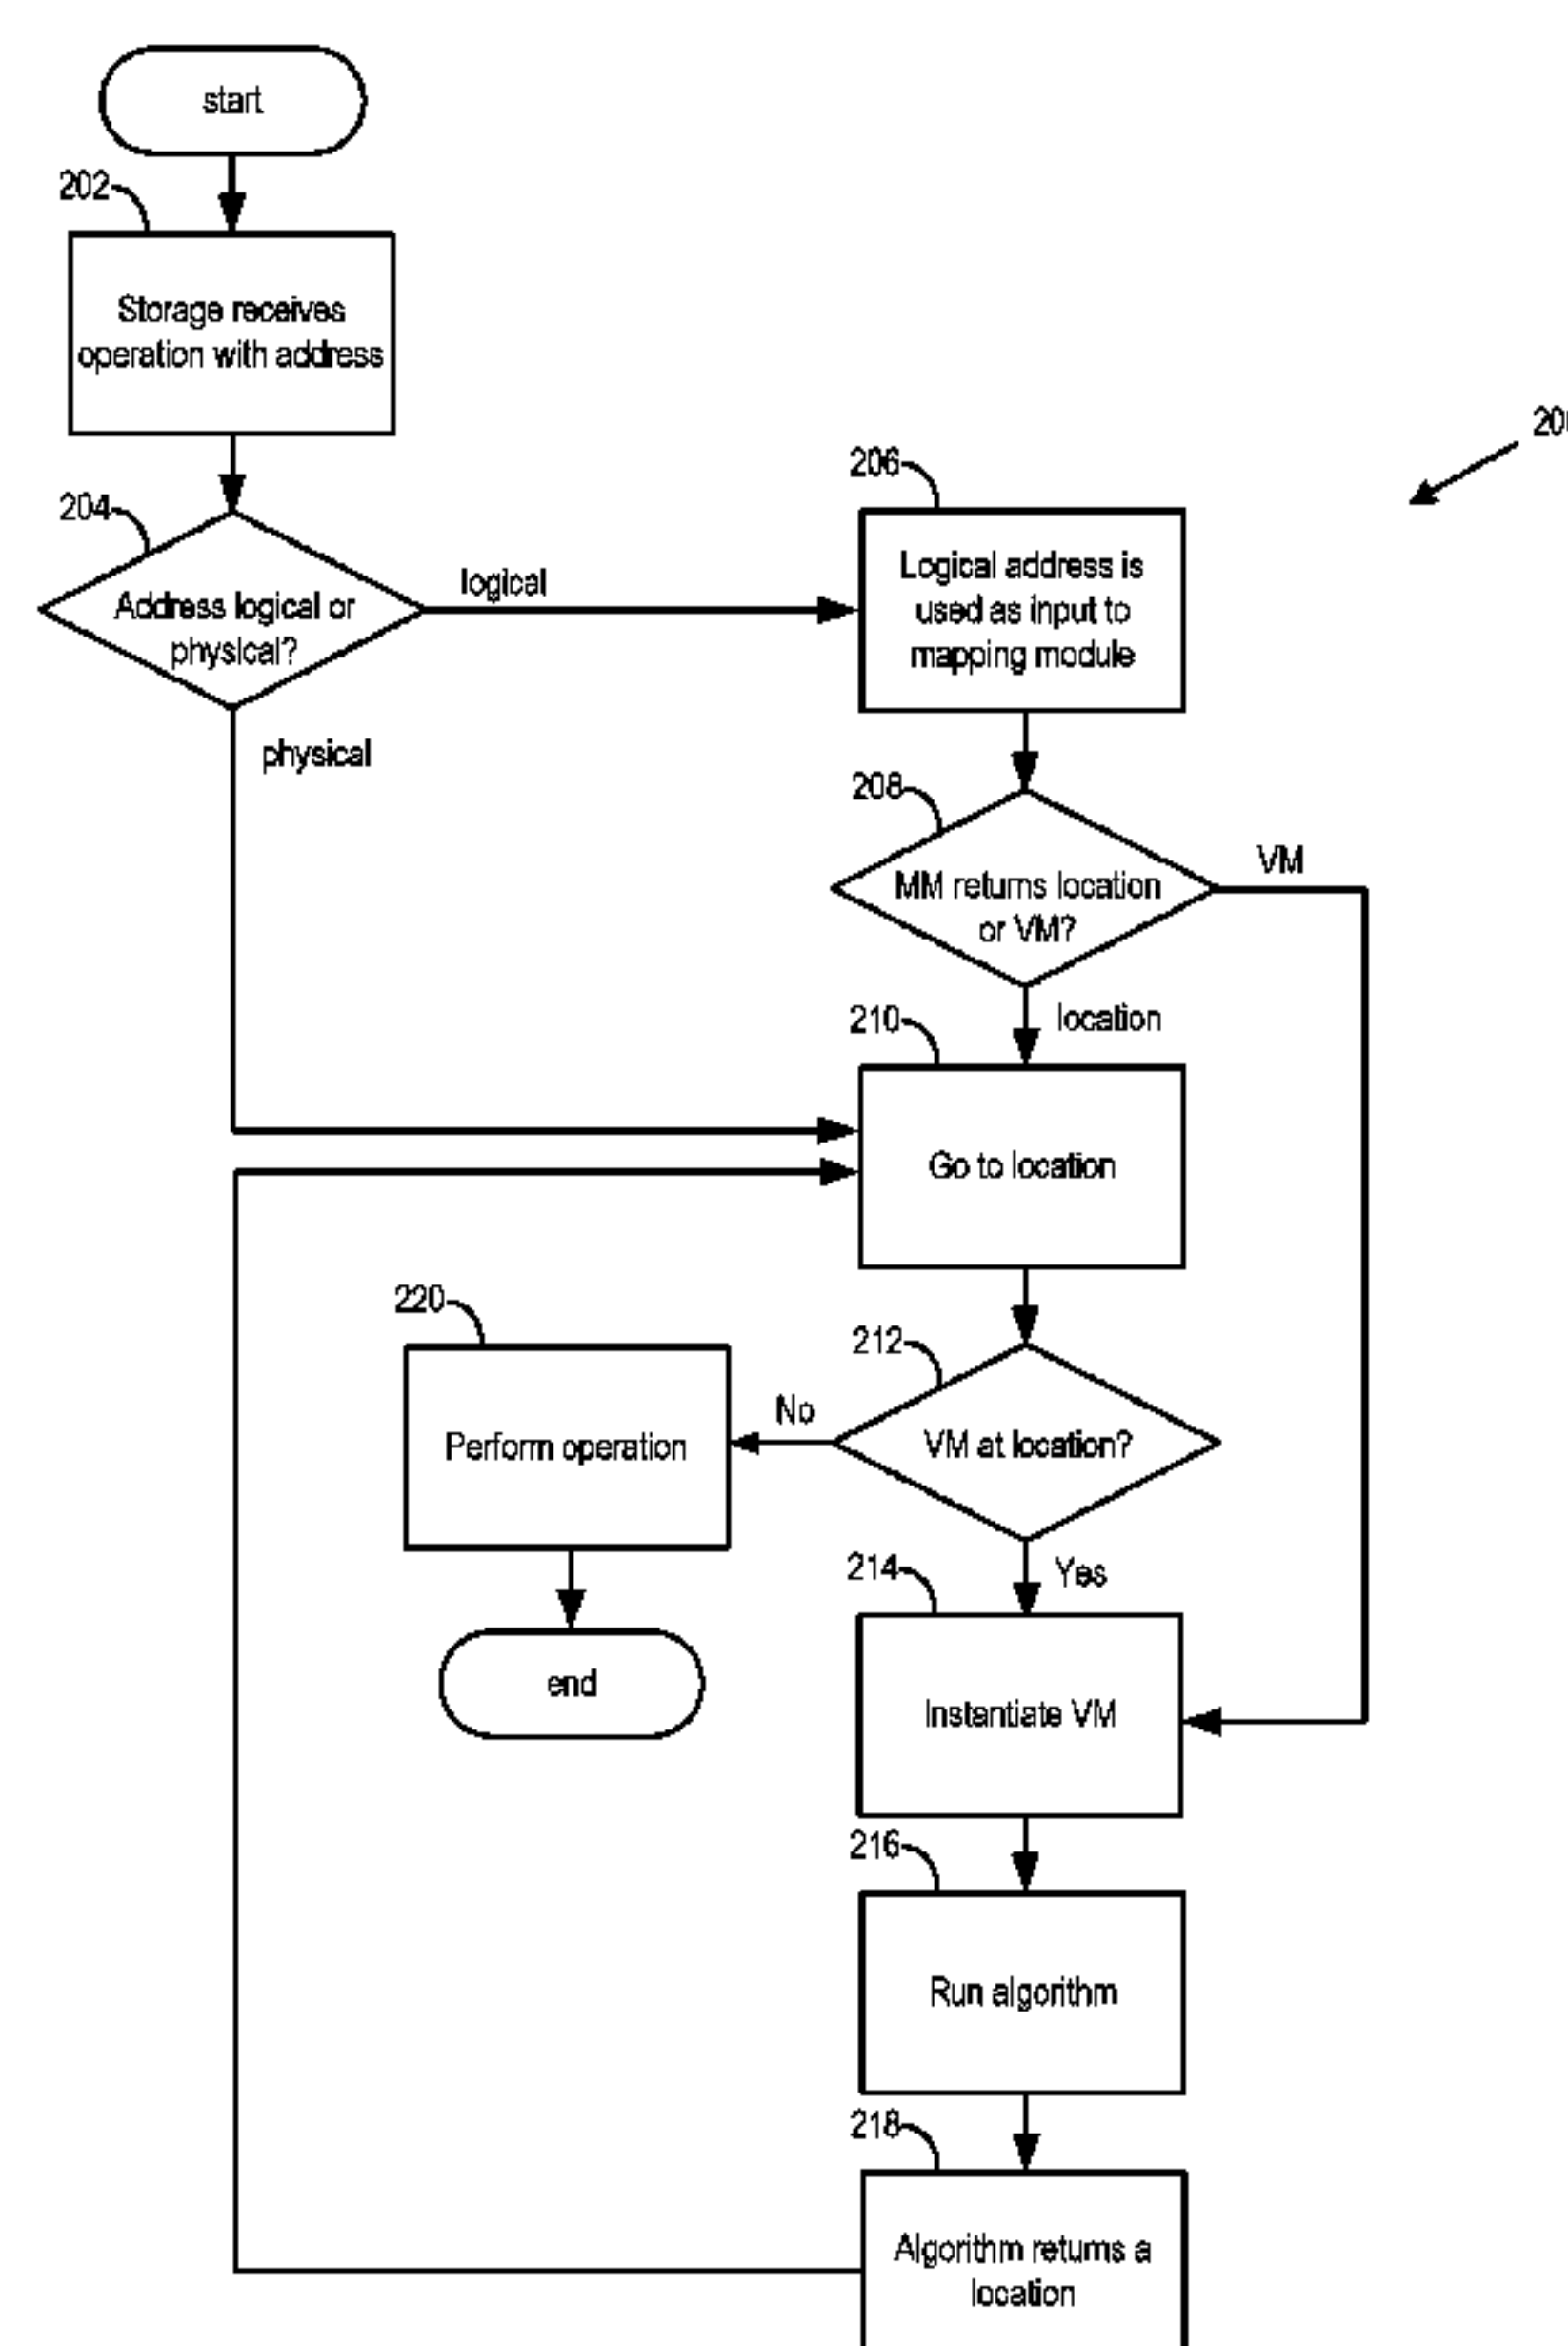 start
202
Storage receives
operation with address
204
Address logical or
physical?
logical
physical
206
Logical address is
used as input to
mapping module
208
MM returns location
or VM?
VM
location
210
Go to location
212
VM at location?
No
Yes
220
Perform operation
end
214
Instantiate VM
216
Run algorithm
218
Algorithm returns a
location